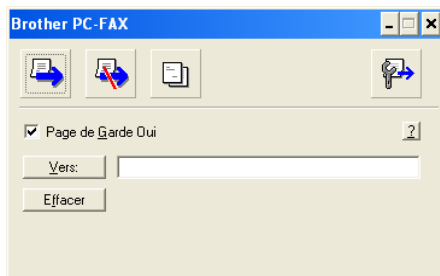 Brother PC-FAX
Page de Garde Oui
?
Vers:
Effacer